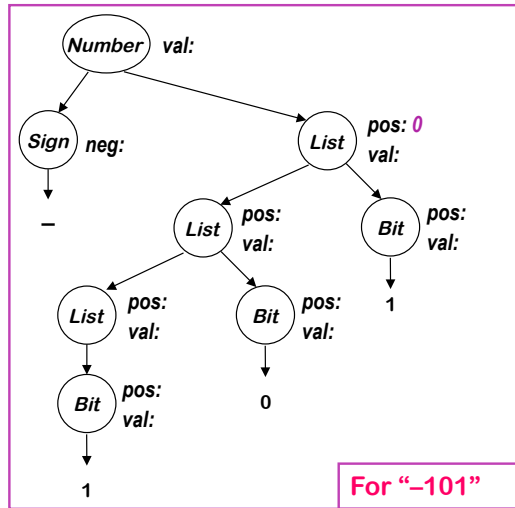 Number val:
Sign neg:
List pos: 0
val:
–
List pos:
val:
Bit pos:
val:
1
List pos:
val:
Bit pos:
val:
0
Bit pos:
val:
1
For “–101”